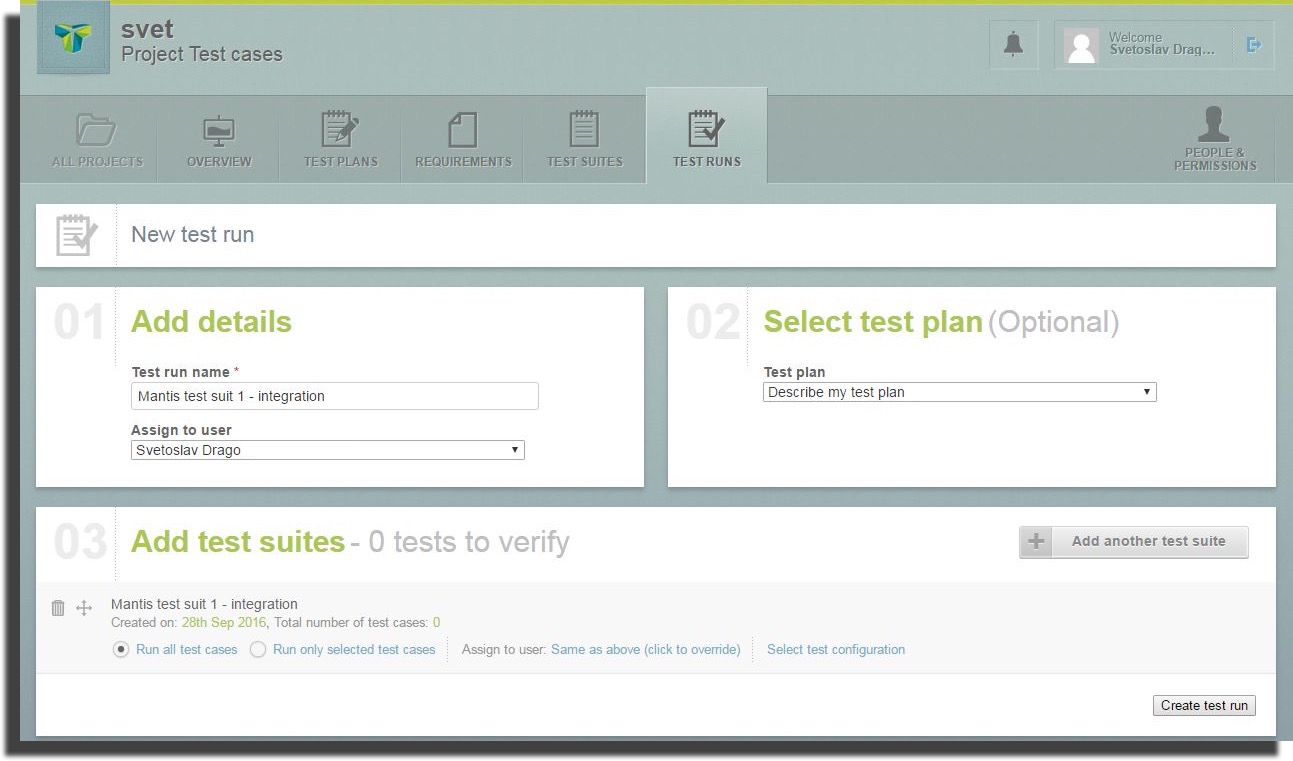 svet
Project Test cases
Welcome
Svetoslav Drag...
ALL PROJECTS
OVERVIEW
TEST PLANS
REQUIREMENTS
TEST SUITES
TEST RUNS
PEOPLE &
PERMISSIONS
New test run
01 Add details
Test run name *
Mantis test suit 1 - integration
Assign to user
Svetoslav Drago
02 Select test plan (Optional)
Test plan
Describe my test plan
03 Add test suites - 0 tests to verify
Add another test suite
Mantis test suit 1 - integration
Created on: 28th Sep 2016, Total number of test cases: 0
Run all test cases Run only selected test cases Assign to user: Same as above (click to override) Select test configuration
Create test run